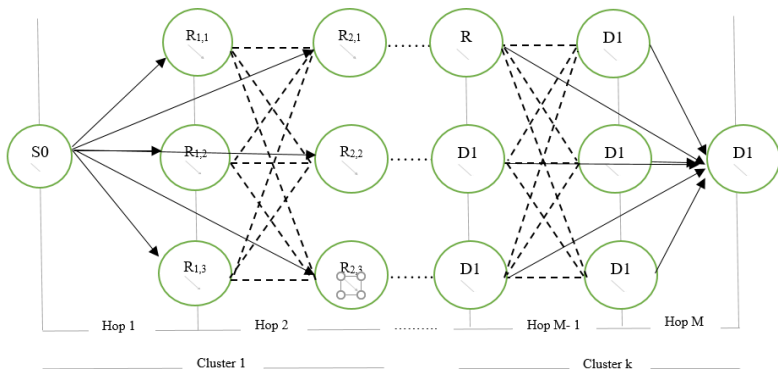 R1,1 R2,1 R D1
S0 R1,2 R2,2 D1 D1 D1
R1,3 R2,3 D1 D1
Hop 1 Hop 2 ......... Hop M- 1 Hop M
Cluster 1 Cluster k